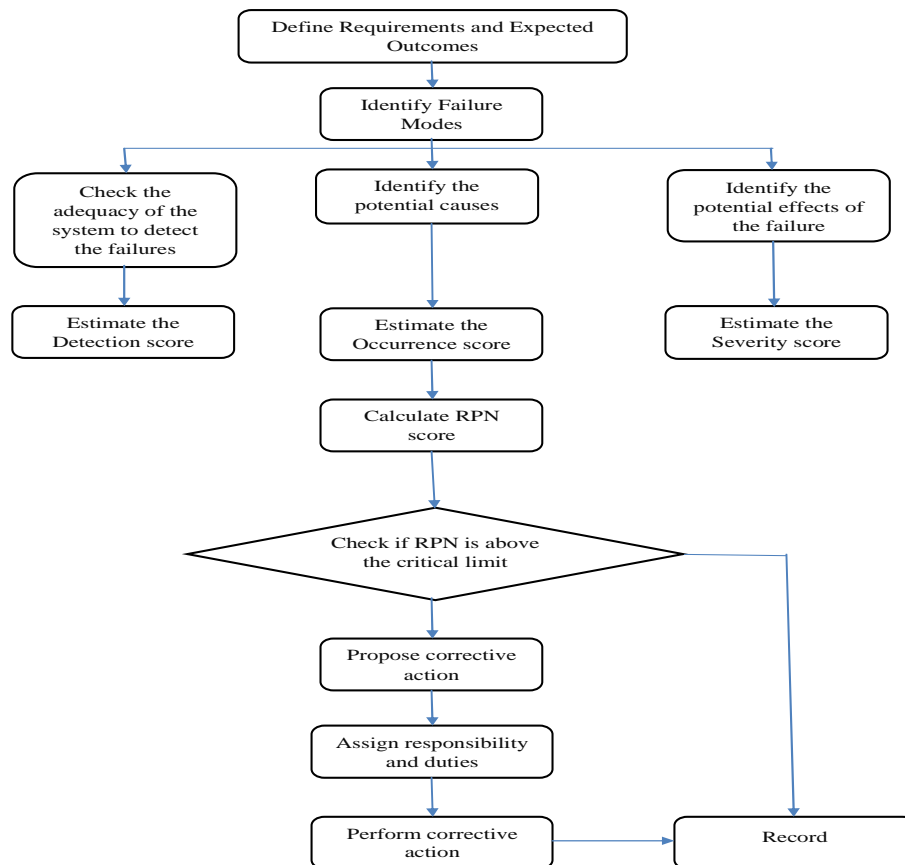 Define Requirements and Expected
Outcomes
Identify Failure
Modes
Check the
adequacy of the
system to detect
the failures
Identify the
potential causes
Identify the
potential effects of
the failure
Estimate the
Detection score
Estimate the
Occurrence score
Estimate the
Severity score
Calculate RPN
score
Check if RPN is above
the critical limit
Propose corrective
action
Assign responsibility
and duties
Perform corrective
action
Record